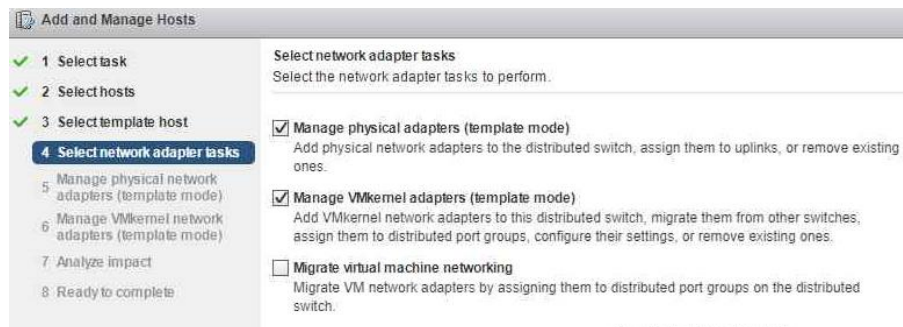 Add and Manage Hosts
1 Select task
2 Select hosts
3 Select template host
4 Select network adapter tasks
5 Manage physical network
adapters (template mode)
6 Manage VMkernel network
adapters (template mode)
7 Analyze impact
8 Ready to complete
Select network adapter tasks
Select the network adapter tasks to perform.
Manage physical adapters (template mode)
Add physical network adapters to the distributed switch, assign them to uplinks, or remove existing
ones.
Manage VMkernel adapters (template mode)
Add VMkernel network adapters to this distributed switch, migrate them from other switches,
assign them to distributed port groups, configure their settings, or remove existing ones.
Migrate virtual machine networking
Migrate VM network adapters by assigning them to distributed port groups on the distributed
switch.